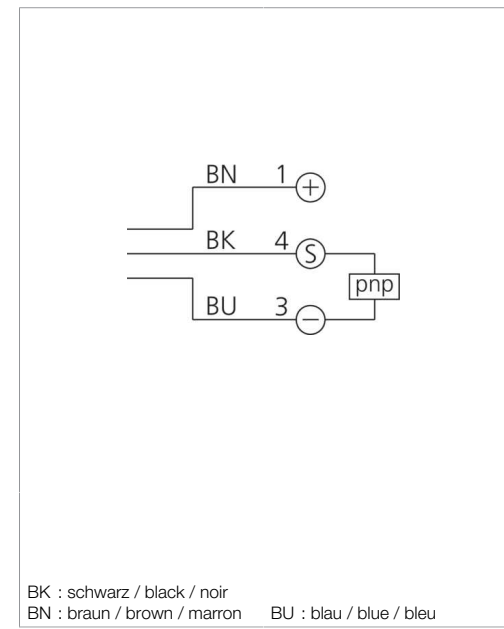 BN 1 +
BK 4 S
pnp
BU 3 −
BK : schwarz / black / noir
BN : braun / brown / marron BU : blau / blue / bleu